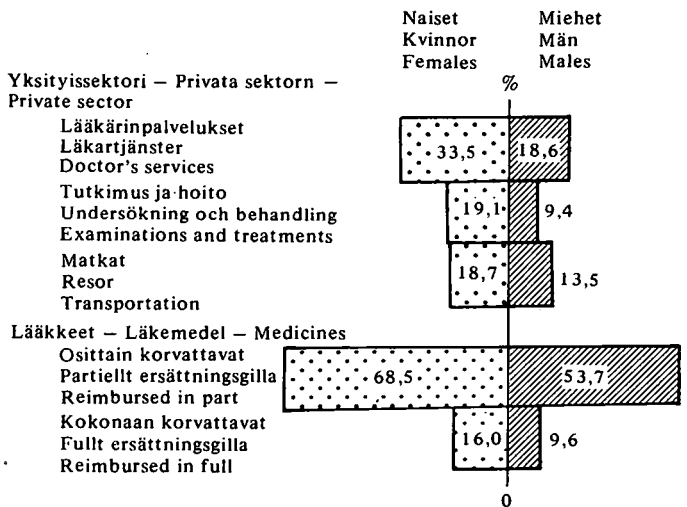 Naiset Miehet
Kvinnor Män
Females Males
Yksityissektori – Privata sektorn – %
Private sector
Lääkärinpalvelukset
Läkartjänster 33,5 18,6
Doctor's services
Tutkimus ja hoito
Undersökning och behandling 19,1 9,4
Examinations and treatments
Matkat
Resor 18,7 13,5
Transportation
Lääkkeet – Läkemedel – Medicines
Osittain korvattavat
Partiellt ersättningsgilla 68,5 53,7
Reimbursed in part
Kokonaan korvattavat
Fullt ersättningsgilla 16,0 9,6
Reimbursed in full
0